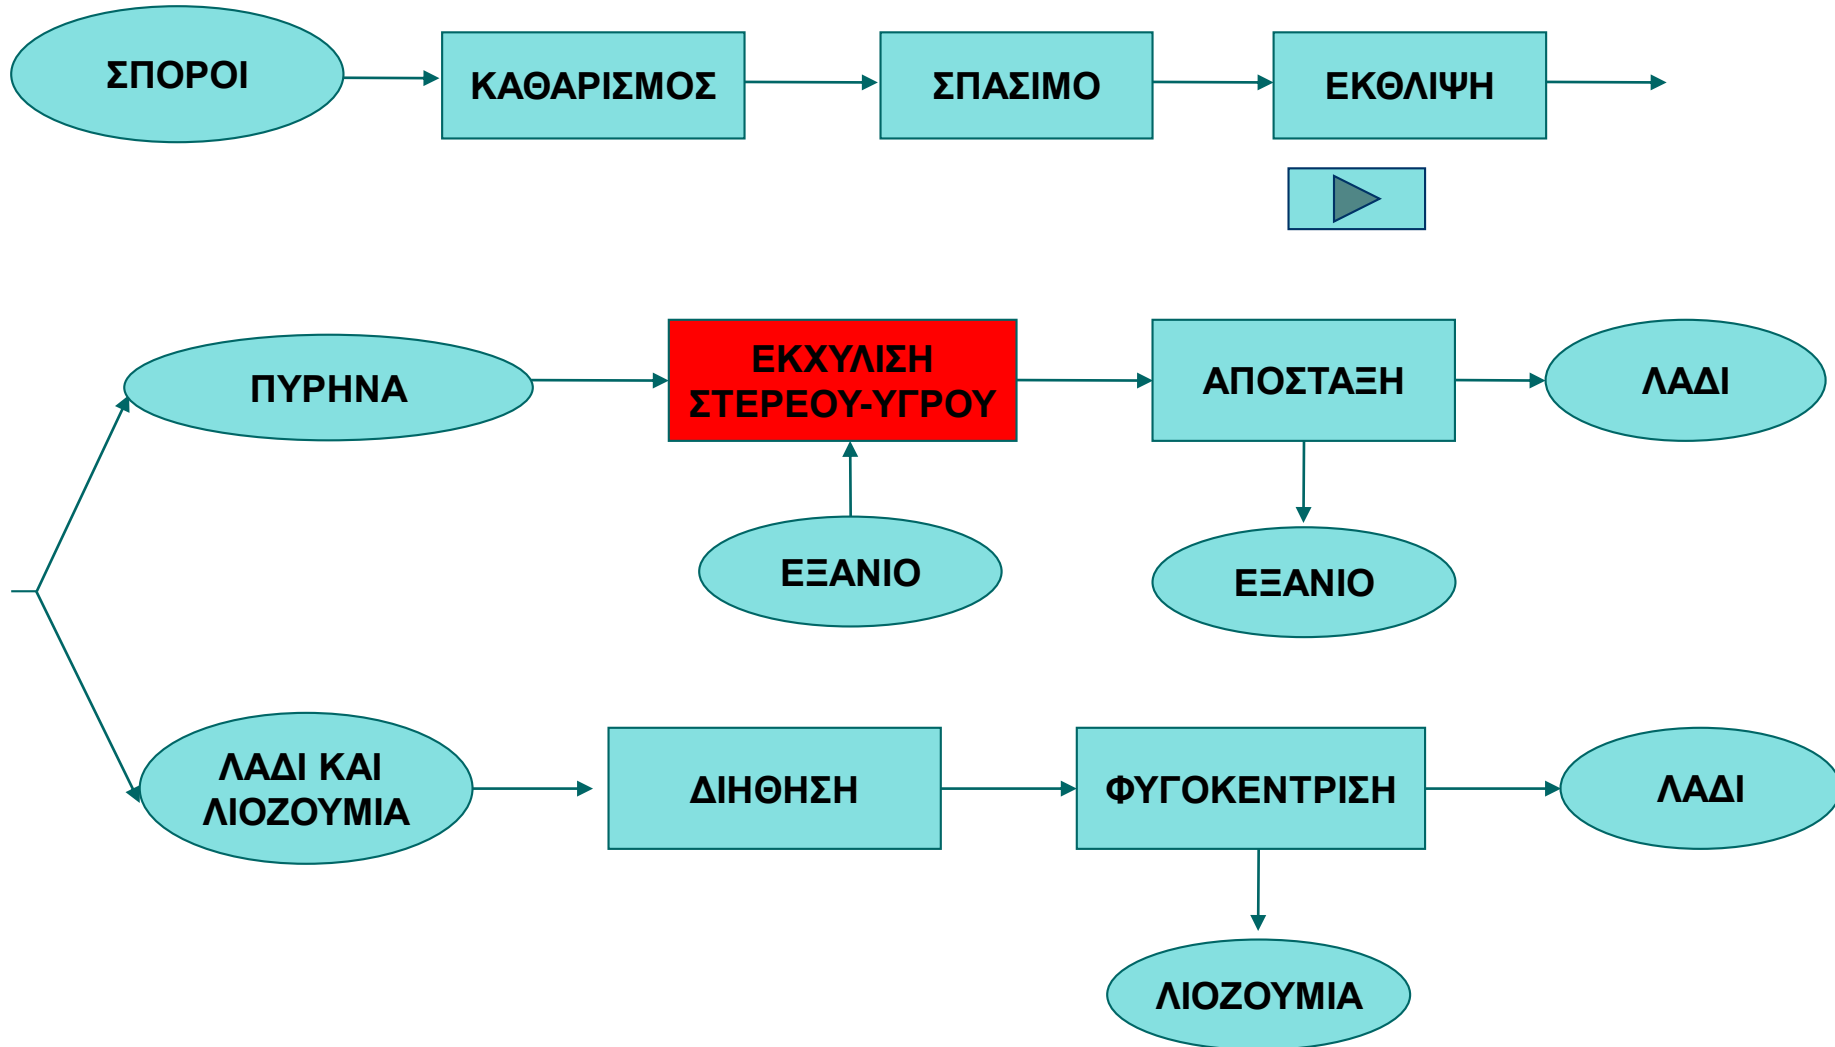 ΣΠΟΡΟΙ
ΚΑΘΑΡΙΣΜΟΣ
ΣΠΑΣΙΜΟ
ΕΚΘΛΙΨΗ
ΠΥΡΗΝΑ
ΕΚΧΥΛΙΣΗ
ΣΤΕΡΕΟΥ-ΥΓΡΟΥ
ΑΠΟΣΤΑΞΗ
ΛΑΔΙ
ΕΞΑΝΙΟ
ΕΞΑΝΙΟ
ΛΑΔΙ ΚΑΙ
ΛΙΟΖΟΥΜΙΑ
ΔΙΗΘΗΣΗ
ΦΥΓΟΚΕΝΤΡΙΣΗ
ΛΑΔΙ
ΛΙΟΖΟΥΜΙΑ